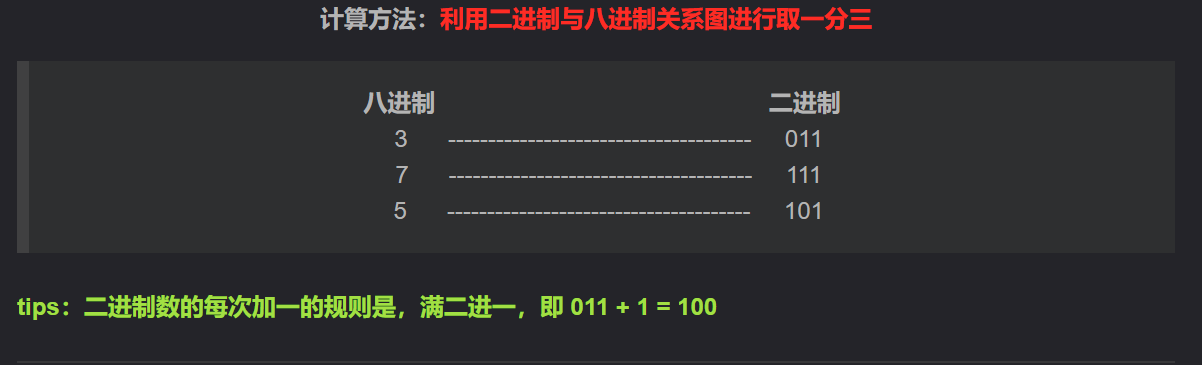 计算方法：利用二进制与八进制关系图进行取一分三
八进制 二进制
3 -------------------------------------- 011
7 -------------------------------------- 111
5 -------------------------------------- 101
tips：二进制数的每次加一的规则是，满二进一，即 011 + 1 = 100